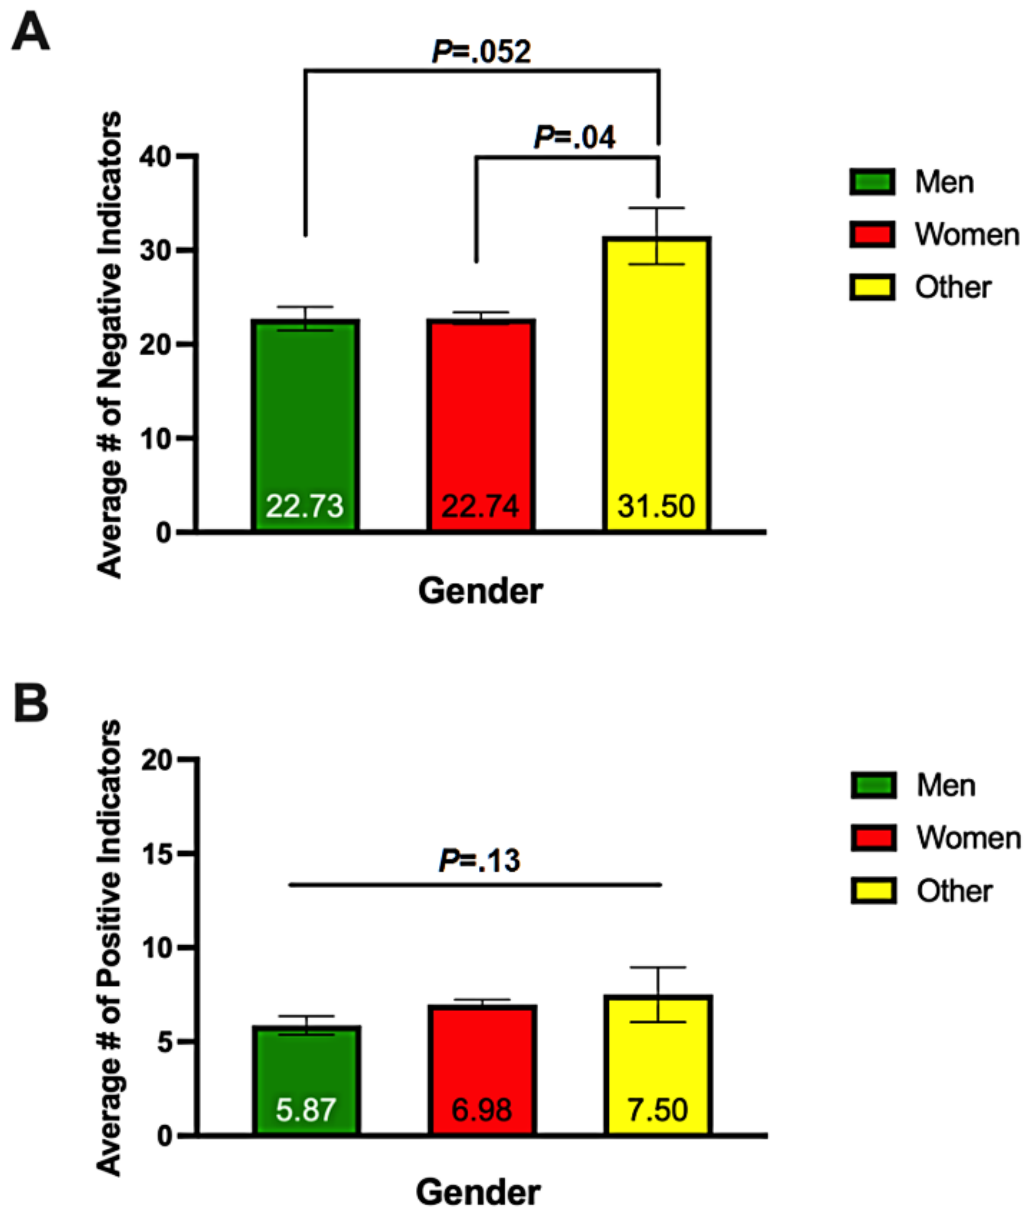 A
P=.052
P=.04
Average # of Negative Indicators
40
30
20
10
0
22.73
22.74
31.50
Gender
Men
Women
Other
B
P=.13
Average # of Positive Indicators
20
15
10
5
0
5.87
6.98
7.50
Gender
Men
Women
Other